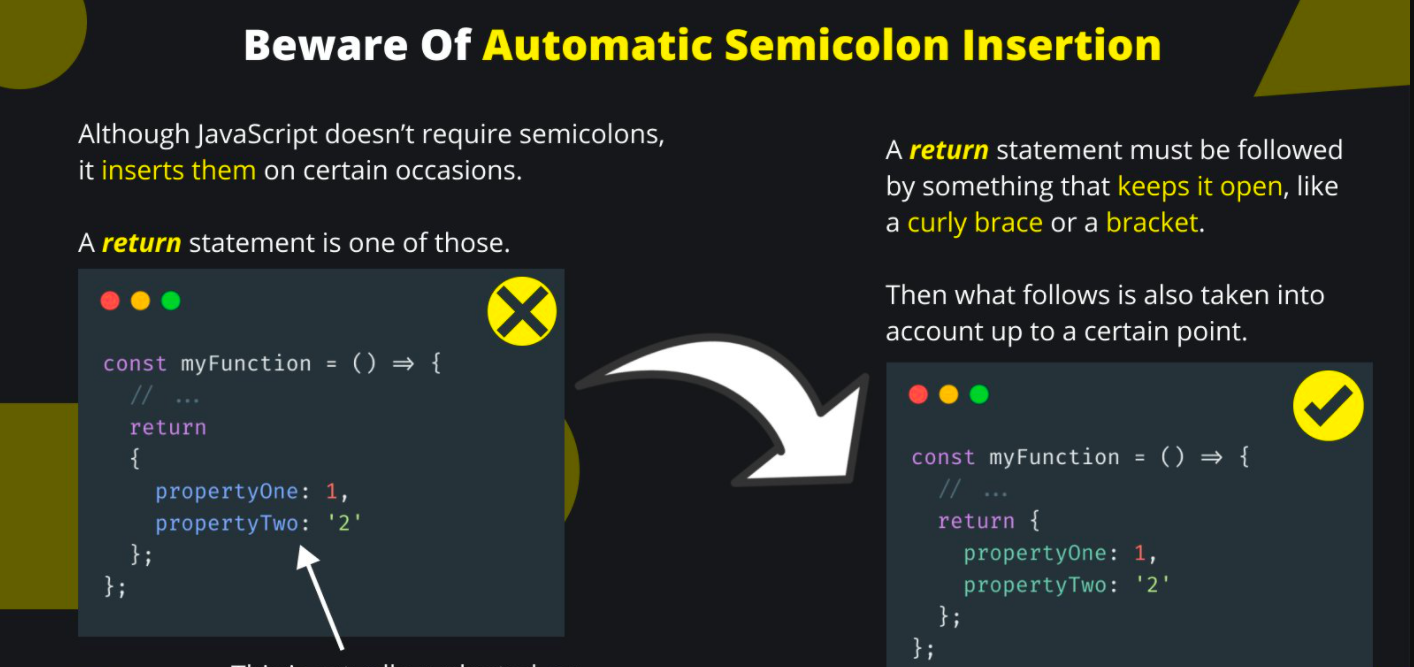 Beware Of Automatic Semicolon Insertion
Although JavaScript doesn’t require semicolons,
it inserts them on certain occasions.
A return statement is one of those.
const myFunction = () ⇒ {
// ...
return
{
propertyOne: 1,
propertyTwo: '2'
};
};
A return statement must be followed
by something that keeps it open, like
a curly brace or a bracket.
Then what follows is also taken into
account up to a certain point.
const myFunction = () ⇒ {
// ...
return {
propertyOne: 1,
propertyTwo: '2'
};
};